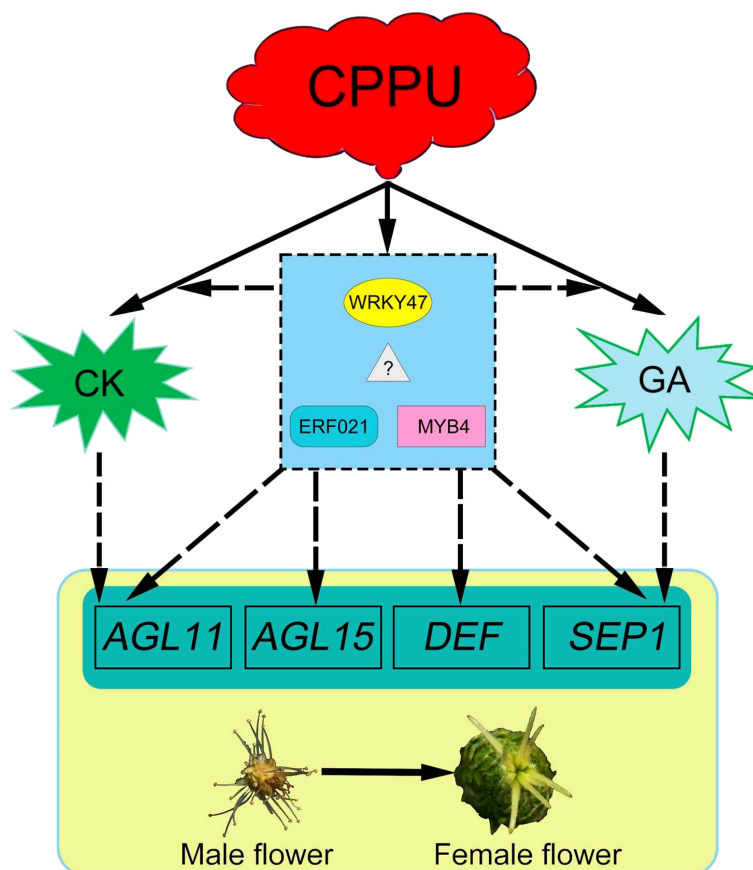 CPPU
WRKY47
CK
?
GA
ERF021
MYB4
AGL11
AGL15
DEF
SEP1
Male flower
Female flower